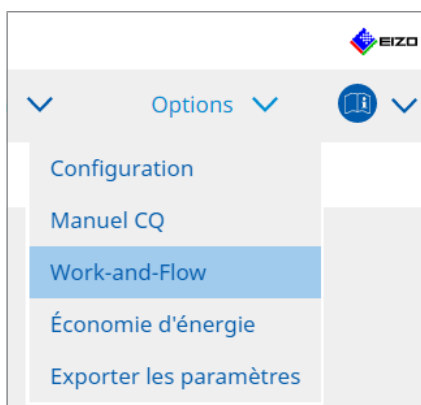 EIZO
Options
Configuration
Manuel CQ
Work-and-Flow
Économie d'énergie
Exporter les paramètres